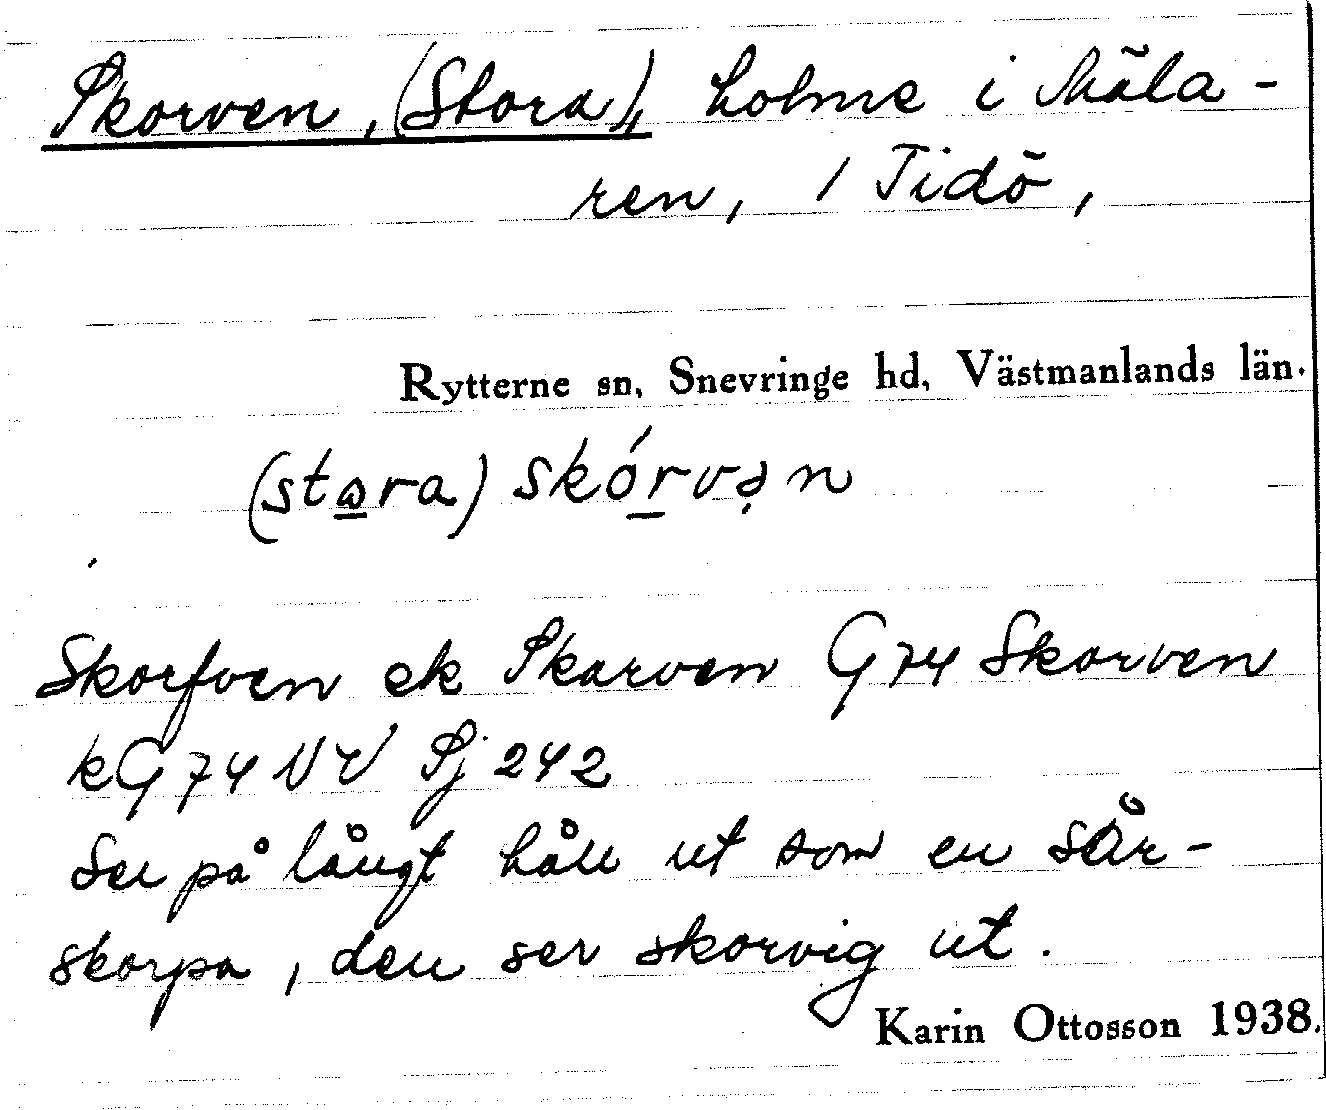 Skorven, (Stora), holme i Mäla-
ren, / Tidö,
Rytterne sn, Snevringe hd, Västmanlands län.
(stɷra) skórvən
Skorfven ek Skarven G74 Skorven
kG74 NV Sj 242
Ser på långt håll ut som en sår-
skorpa, den ser skorvig ut.
Karin Ottosson 1938.